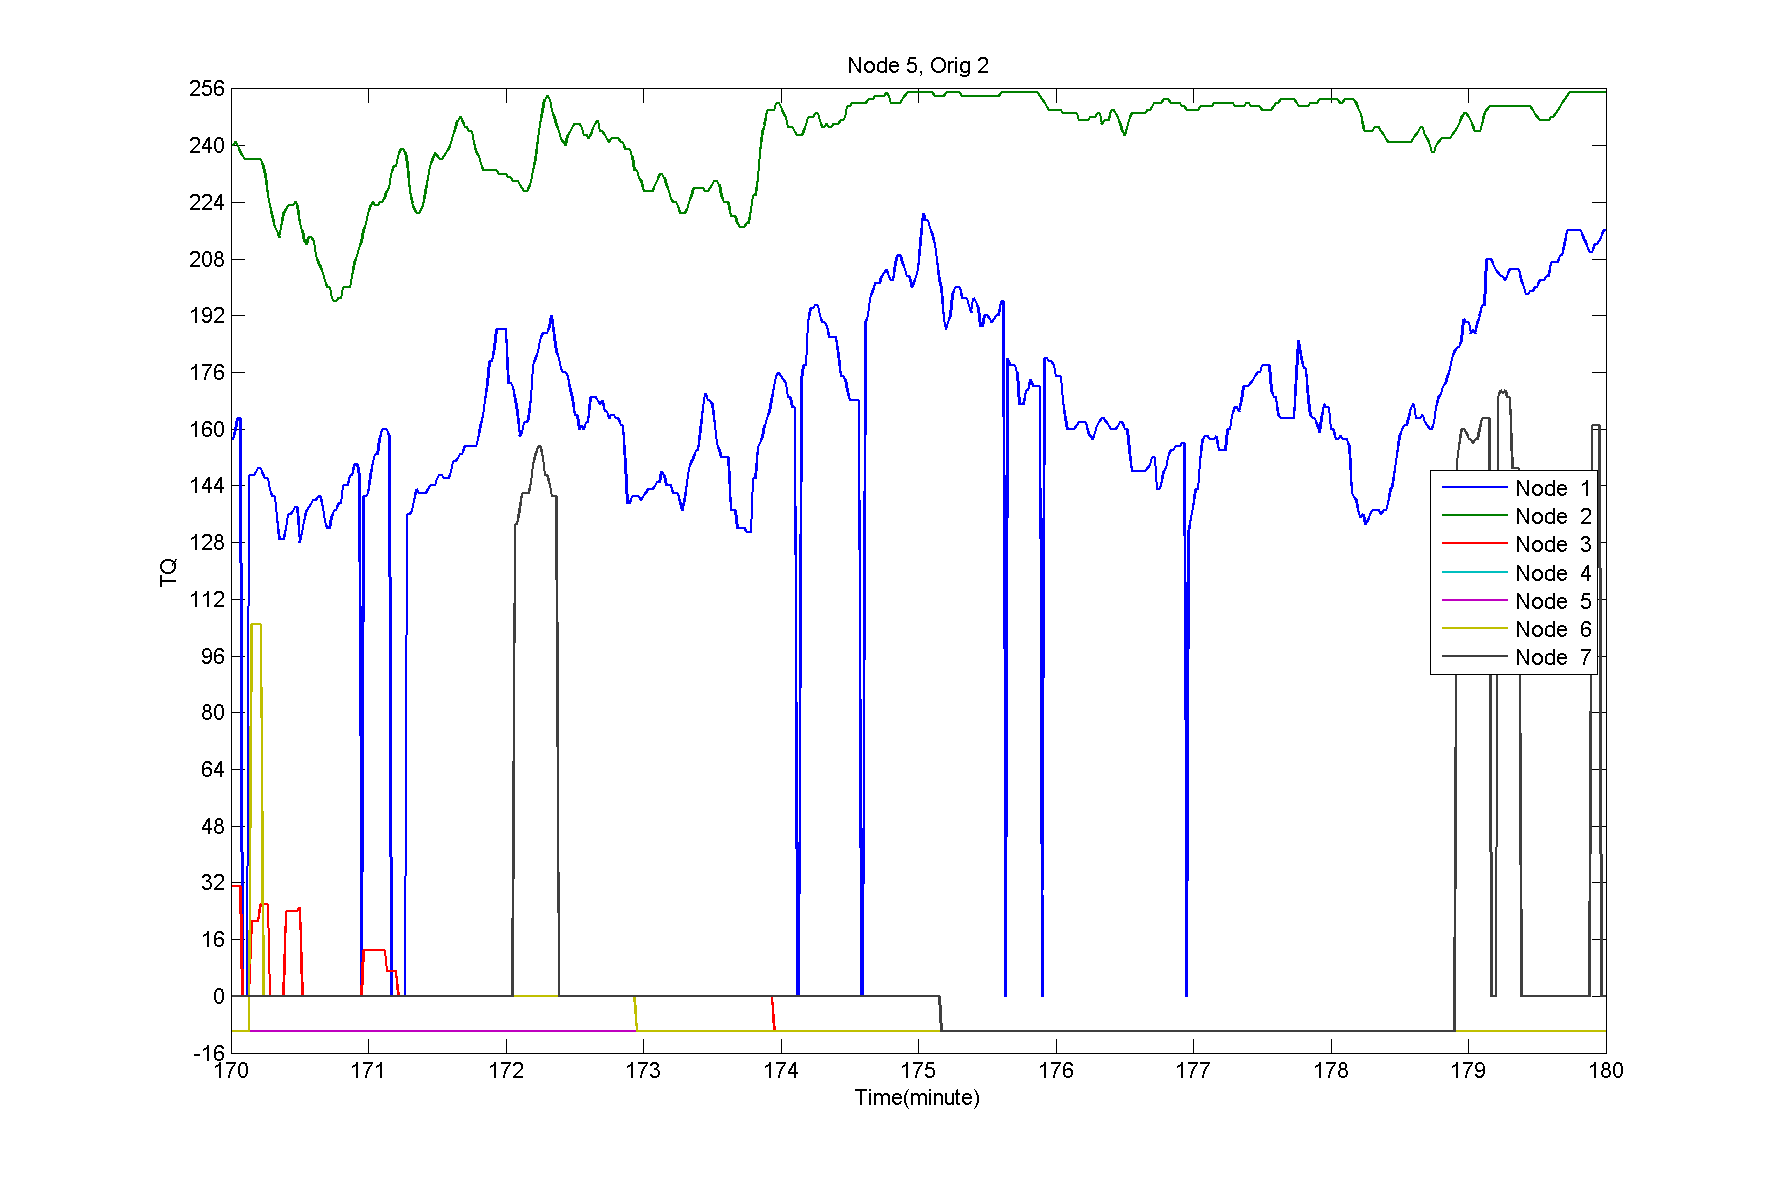 Node 5, Orig 2
256
240
224
208
192
176
160
144
128
112
96
80
64
48
32
16
0
-16
TQ
Node 1
Node 2
Node 3
Node 4
Node 5
Node 6
Node 7
170 171 172 173 174 175 176 177 178 179 180
Time(minute)